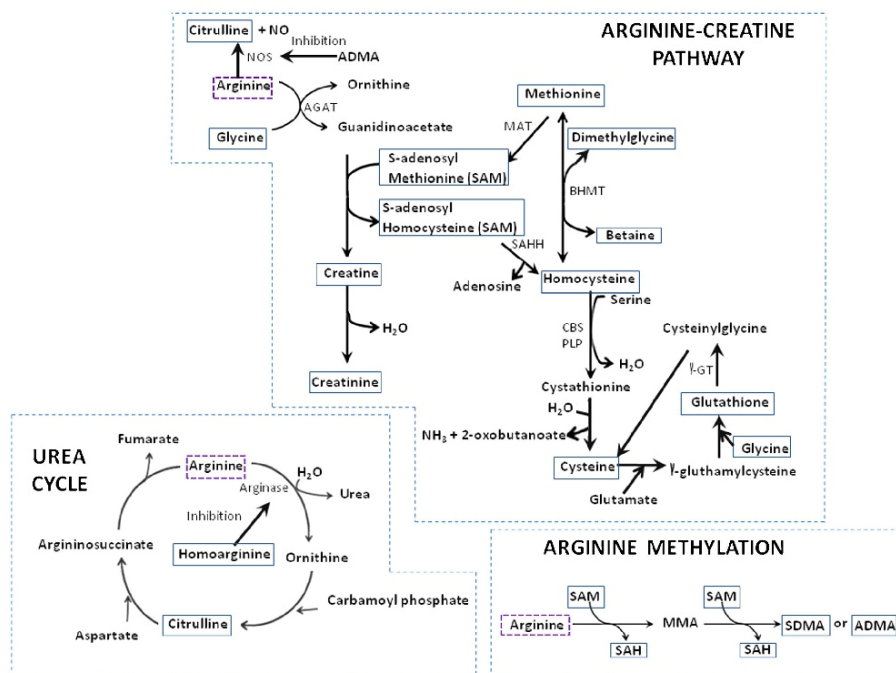 ARGININE-CREATINE
PATHWAY
Citrulline + NO
Inhibition
NOS
ADMA
Arginine
Ornithine
AGAT
Glycine
Guanidinoacetate
Methionine
MAT
Dimethylglycine
S-adenosyl
Methionine (SAM)
BHMT
S-adenosyl
Homocysteine (SAM)
Betaine
SAHH
Creatine
Adenosine
Homocysteine
Serine
H₂O
CBS
PLP
Cysteinylglycine
H₂O
γ-GT
Creatinine
Cystathionine
Glutathione
H₂O
NH₃ + 2-oxobutanoate
Glycine
Cysteine
γ-gluthamylcysteine
Glutamate
UREA
CYCLE
Fumarate
Arginine
H₂O
Arginase
Urea
Inhibition
Argininosuccinate
Homoarginine
Ornithine
Carbamoyl phosphate
Citrulline
Aspartate
ARGININE METHYLATION
SAM
SAM
Arginine
MMA
SDMA or ADMA
SAH
SAH